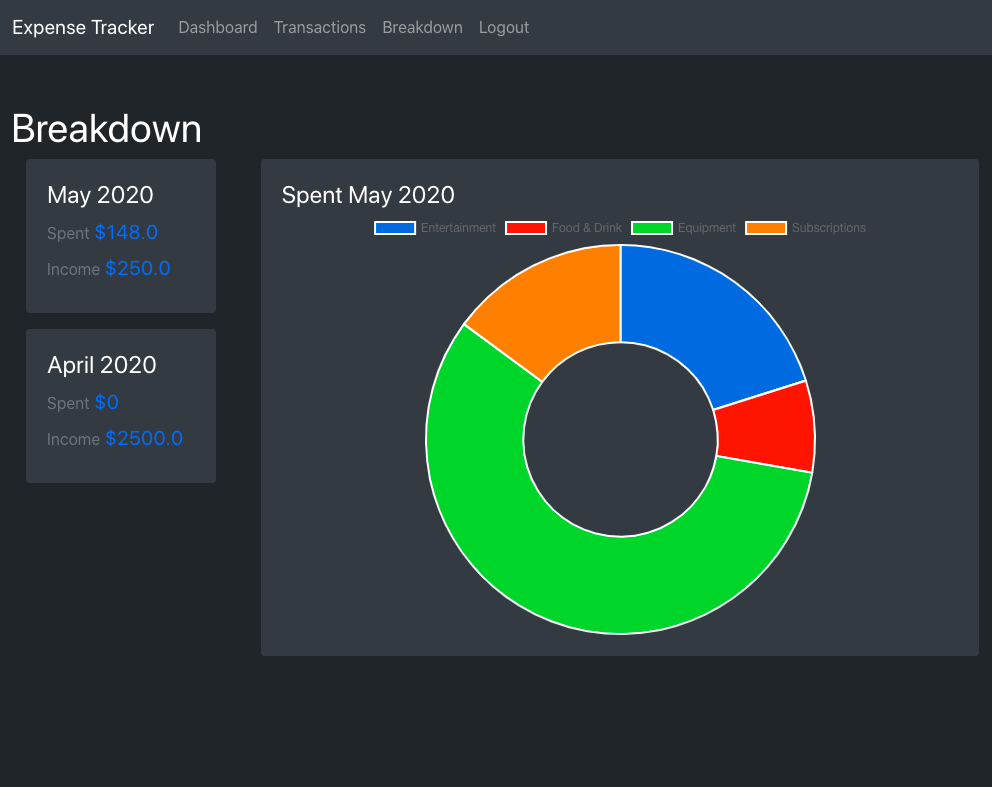 Expense Tracker Dashboard Transactions Breakdown Logout
Breakdown
May 2020
Spent $148.0
Income $250.0
April 2020
Spent $0
Income $2500.0
Spent May 2020
Entertainment Food & Drink Equipment Subscriptions